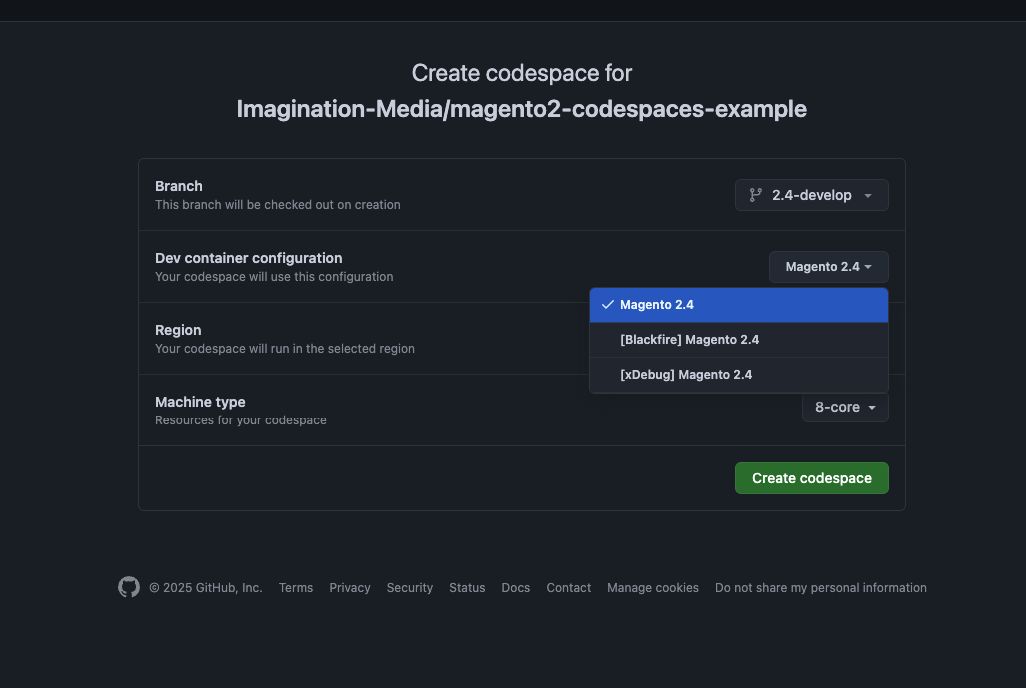 Create codespace for
Imagination-Media/magento2-codespaces-example
Branch
This branch will be checked out on creation
2.4-develop
Dev container configuration
Your codespace will use this configuration
Magento 2.4
Magento 2.4
[Blackfire] Magento 2.4
[xDebug] Magento 2.4
Region
Your codespace will run in the selected region
Machine type
Resources for your codespace
8-core
Create codespace
© 2025 GitHub, Inc. Terms Privacy Security Status Docs Contact Manage cookies Do not share my personal information